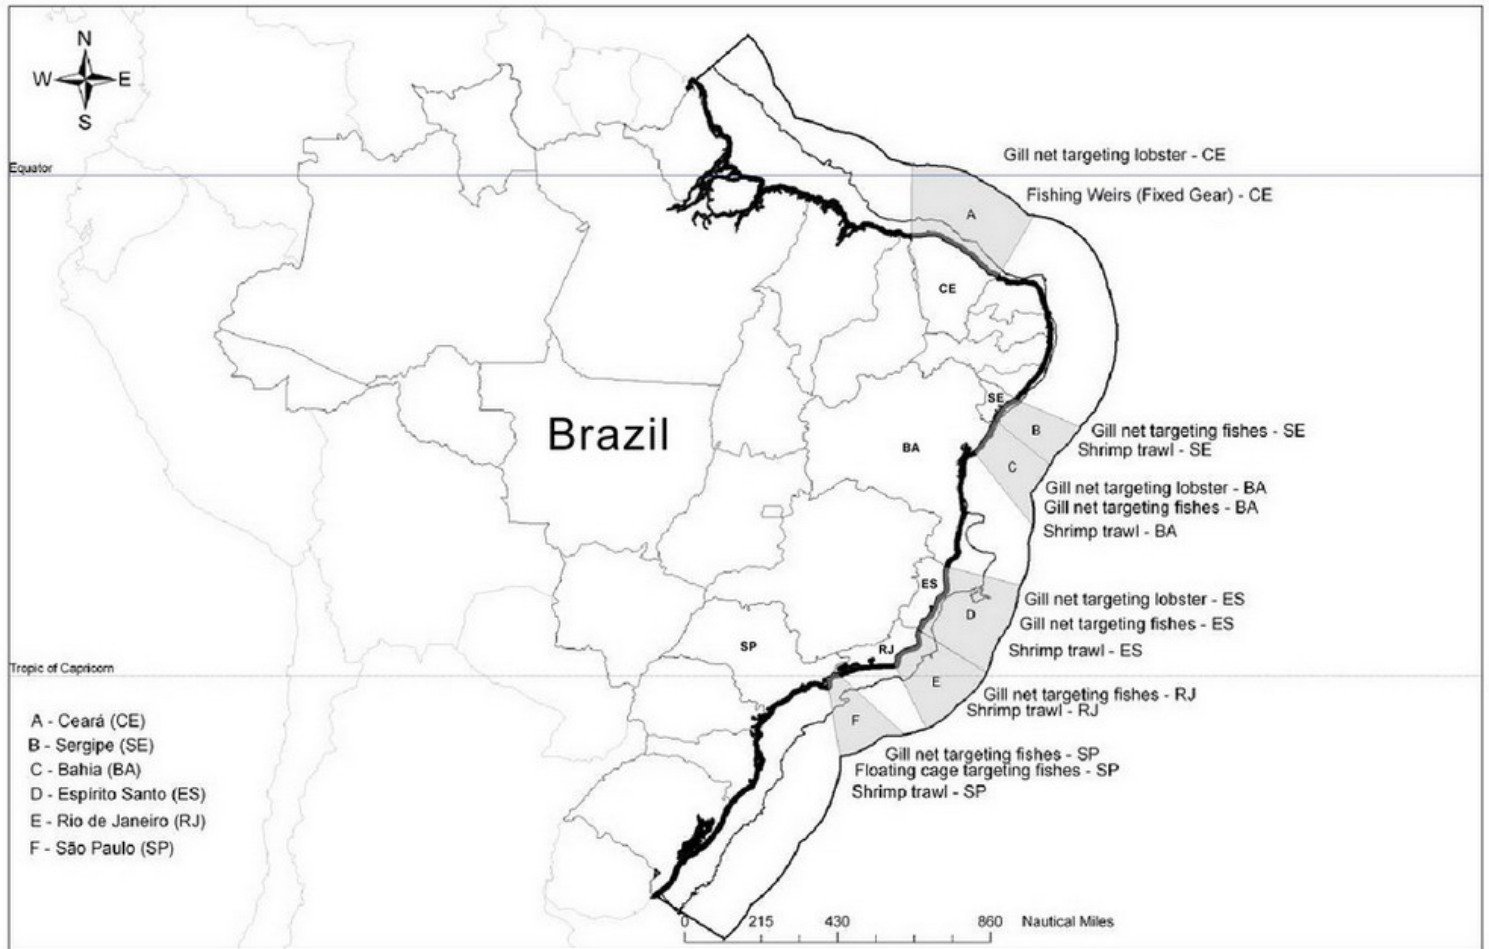 N
W E
S
Equator
Gill net targeting lobster - CE
Fishing Weirs (Fixed Gear) - CE
A
CE
SE
B
Gill net targeting fishes - SE
Shrimp trawl - SE
Brazil
BA
C
Gill net targeting lobster - BA
Gill net targeting fishes - BA
Shrimp trawl - BA
ES
D
Gill net targeting lobster - ES
Gill net targeting fishes - ES
Shrimp trawl - ES
SP
RJ
Tropic of Capricorn
E
Gill net targeting fishes - RJ
Shrimp trawl - RJ
F
Gill net targeting fishes - SP
Floating cage targeting fishes - SP
Shrimp trawl - SP
A - Ceará (CE)
B - Sergipe (SE)
C - Bahia (BA)
D - Espírito Santo (ES)
E - Rio de Janeiro (RJ)
F - São Paulo (SP)
0 215 430 860 Nautical Miles